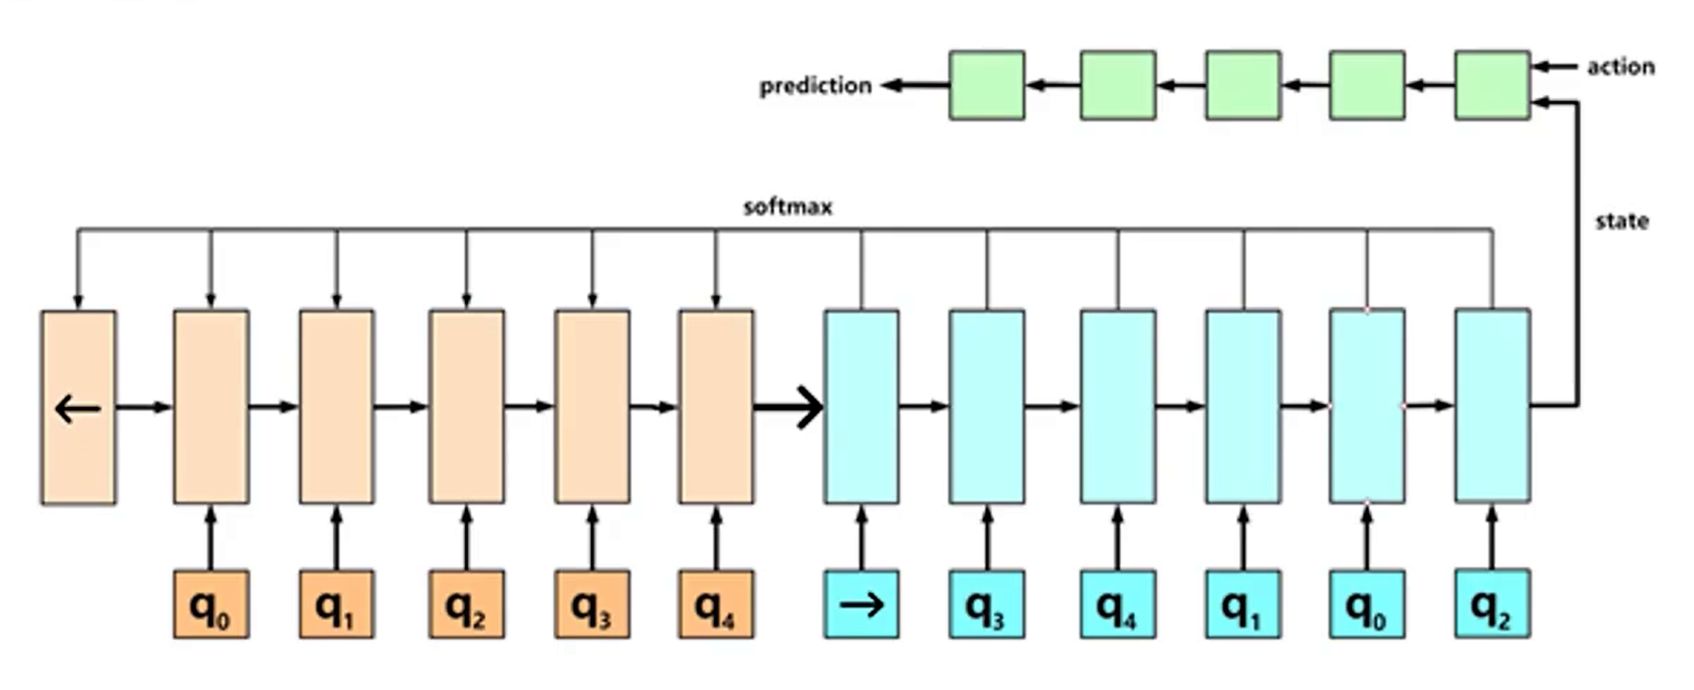 action
prediction
softmax
state
←
q₀ q₁ q₂ q₃ q₄ → q₃ q₄ q₁ q₀ q₂